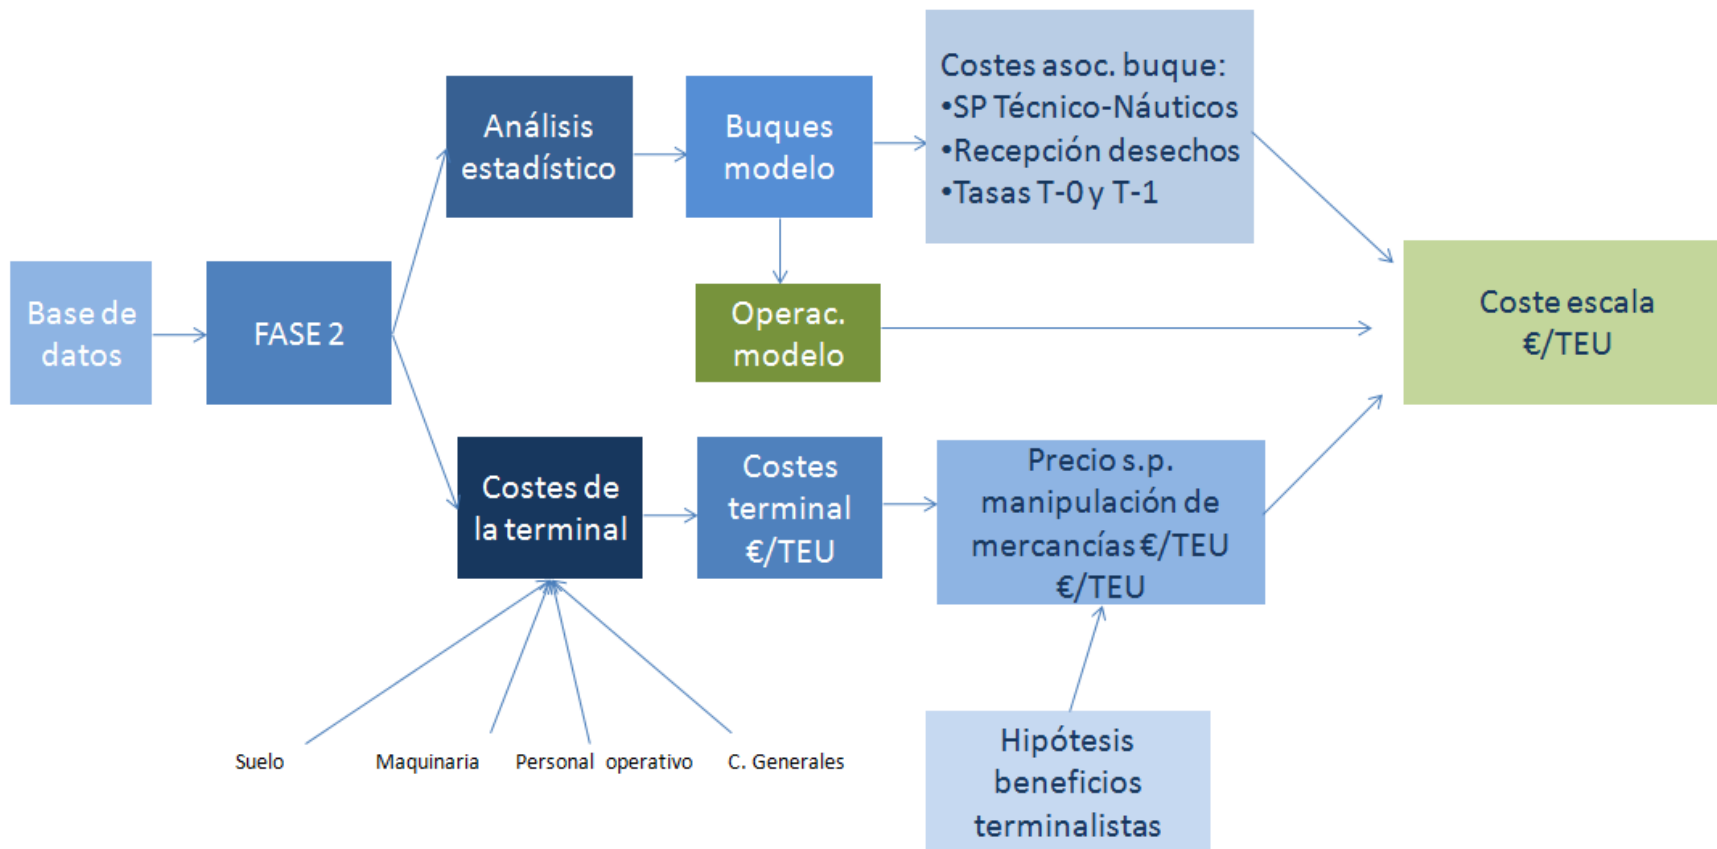 Base de
datos
FASE 2
Análisis
estadístico
Buques
modelo
Costes asoc. buque:
•SP Técnico-Náuticos
•Recepción desechos
•Tasas T-0 y T-1
Operac.
modelo
Coste escala
€/TEU
Costes de
la terminal
Costes
terminal
€/TEU
Precio s.p.
manipulación de
mercancías €/TEU
€/TEU
Suelo
Maquinaria
Personal operativo
C. Generales
Hipótesis
beneficios
terminalistas